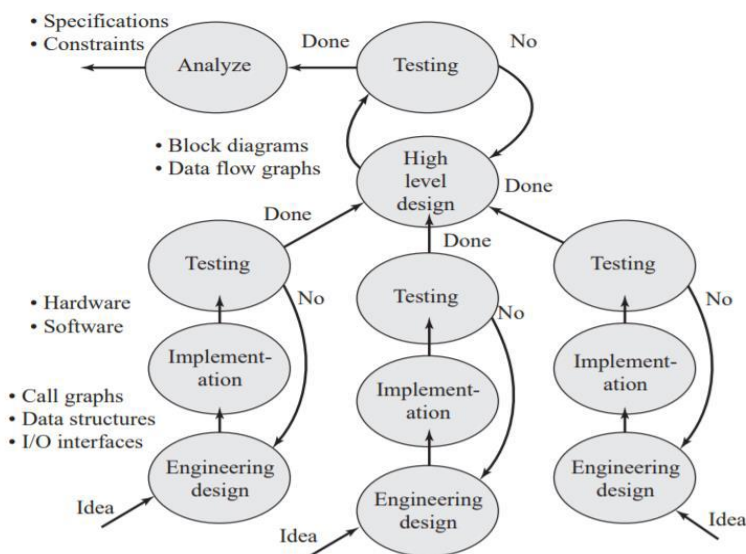 • Specifications
• Constraints
Done
No
Analyze
Testing
• Block diagrams
• Data flow graphs
High
level
design
Done
Done
Done
Testing
Testing
Testing
No
No
No
• Hardware
• Software
Implement-
ation
Implement-
ation
Implement-
ation
• Call graphs
• Data structures
• I/O interfaces
Engineering
design
Engineering
design
Engineering
design
Idea
Idea
Idea